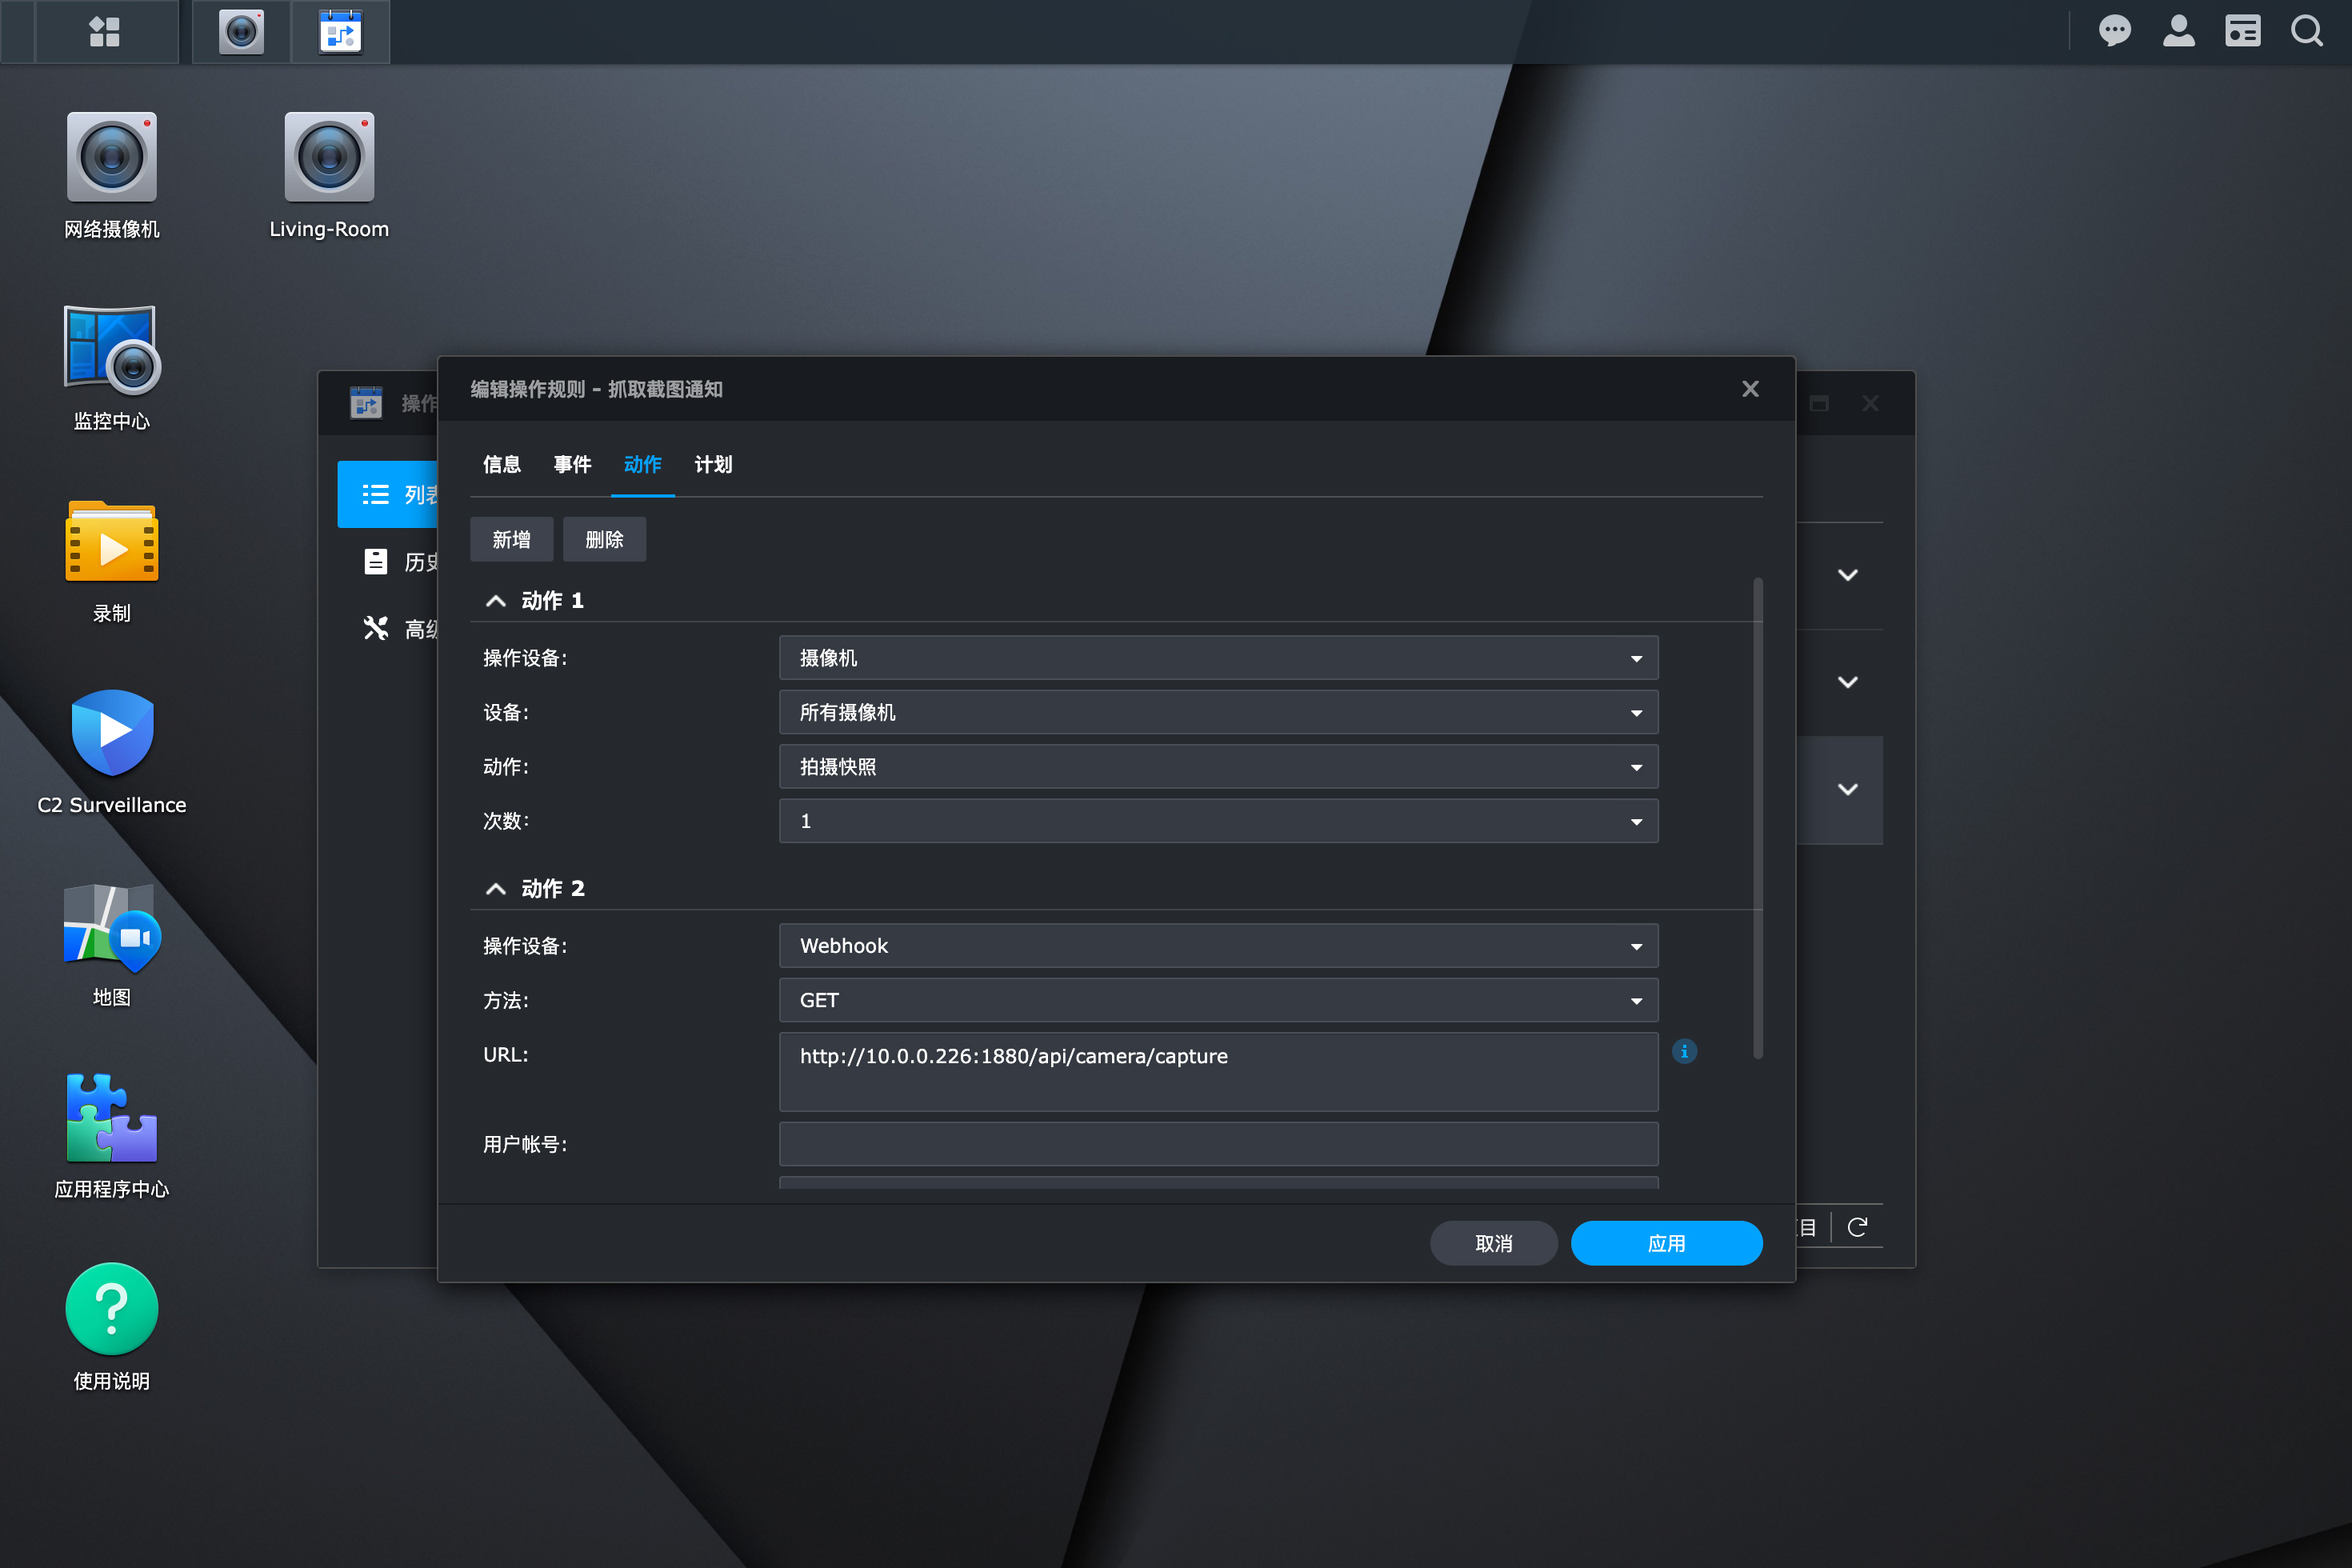 网络摄像机
Living-Room
监控中心
录制
C2 Surveillance
地图
应用程序中心
使用说明
操作
列表
历史
高级
编辑操作规则 - 抓取截图通知
信息 事件 动作 计划
新增 删除
动作 1
操作设备: 摄像机
设备: 所有摄像机
动作: 拍摄快照
次数: 1
动作 2
操作设备: Webhook
方法: GET
URL: http://10.0.0.226:1880/api/camera/capture
用户帐号:
取消 应用
目